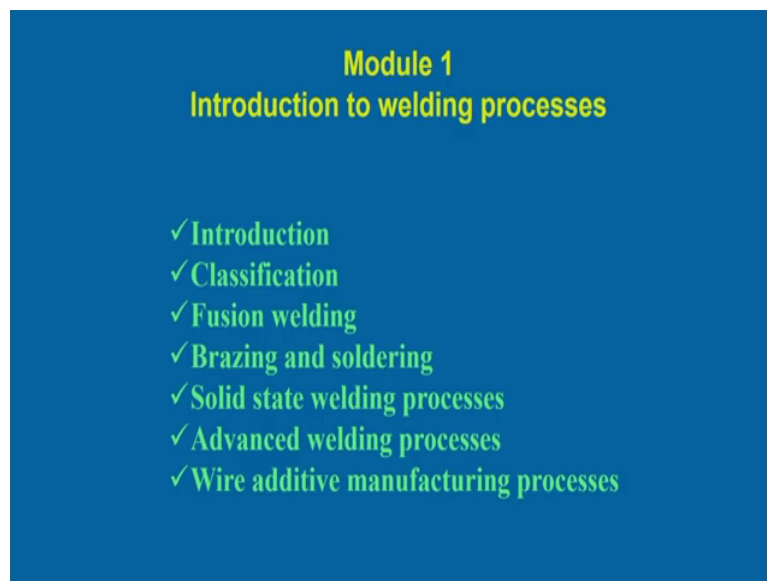 Module 1
Introduction to welding processes
✓Introduction
✓Classification
✓Fusion welding
✓Brazing and soldering
✓Solid state welding processes
✓Advanced welding processes
✓Wire additive manufacturing processes